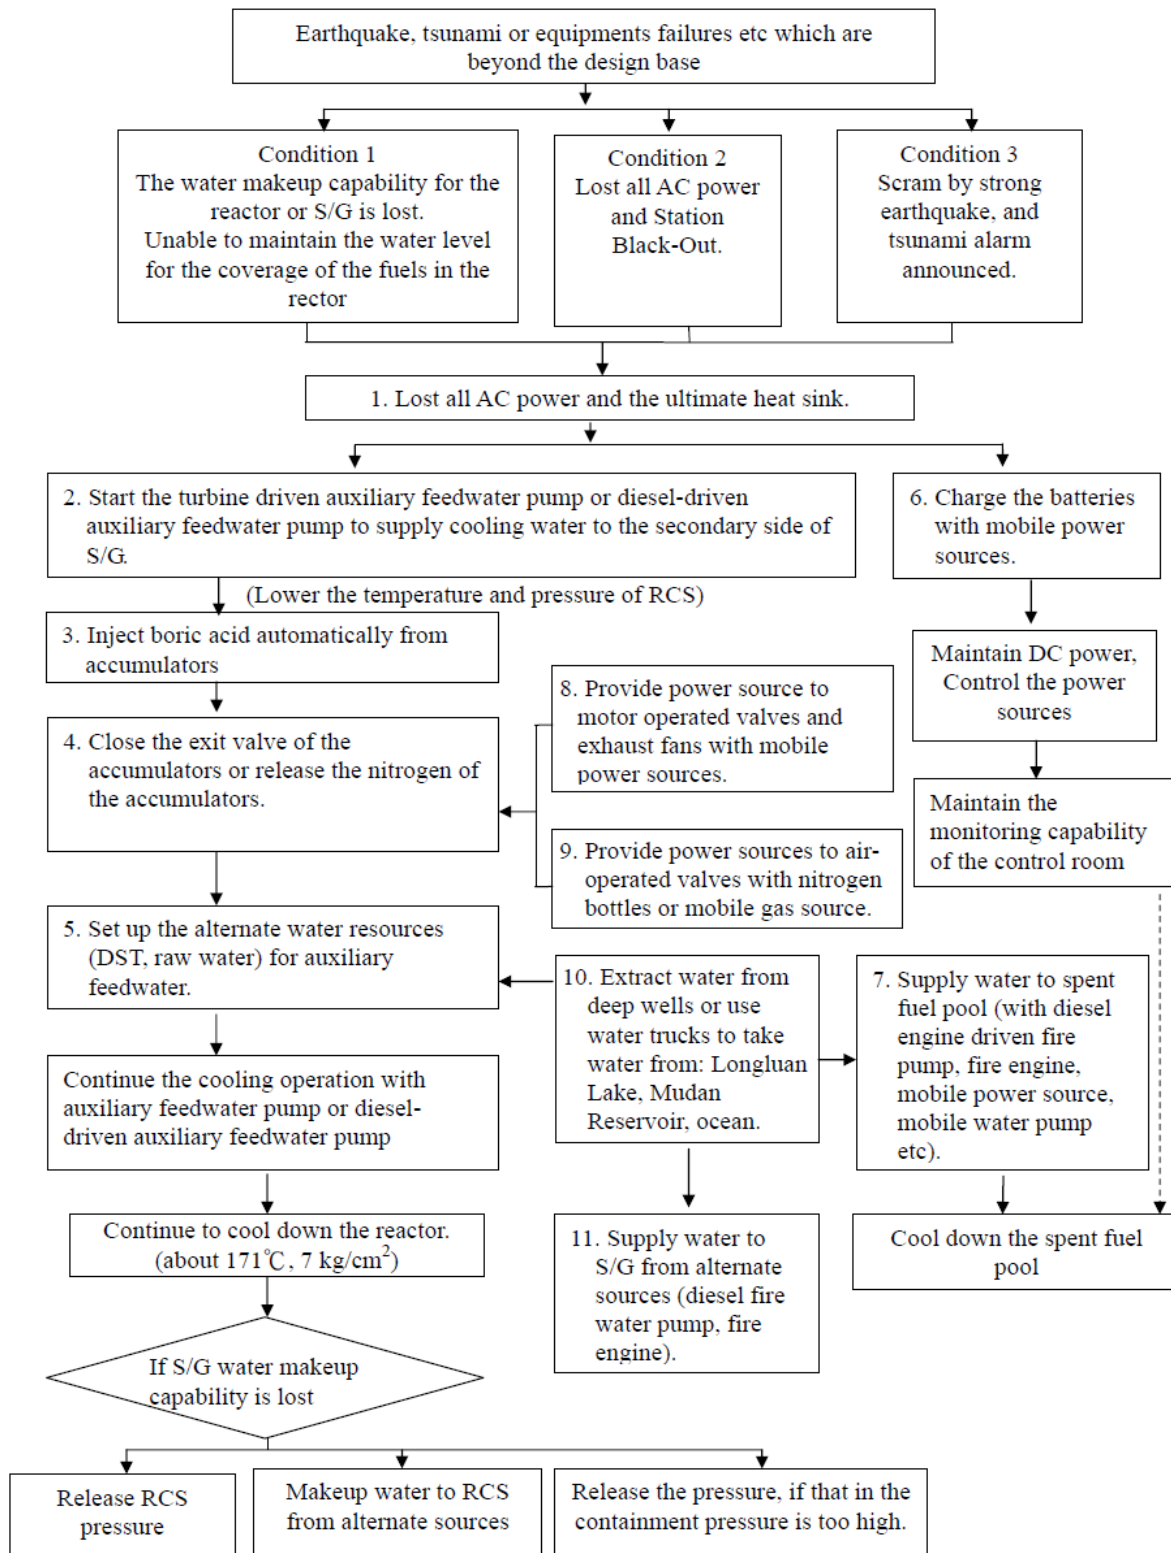 Earthquake, tsunami or equipments failures etc which are
beyond the design base
Condition 1
The water makeup capability for the
reactor or S/G is lost.
Unable to maintain the water level
for the coverage of the fuels in the
rector
Condition 2
Lost all AC power
and Station
Black-Out.
Condition 3
Scram by strong
earthquake, and
tsunami alarm
announced.
1. Lost all AC power and the ultimate heat sink.
2. Start the turbine driven auxiliary feedwater pump or diesel-driven
auxiliary feedwater pump to supply cooling water to the secondary side of
S/G.
6. Charge the batteries
with mobile power
sources.
(Lower the temperature and pressure of RCS)
3. Inject boric acid automatically from
accumulators
Maintain DC power,
Control the power
sources
8. Provide power source to
motor operated valves and
exhaust fans with mobile
power sources.
4. Close the exit valve of the
accumulators or release the nitrogen of
the accumulators.
Maintain the
monitoring capability
of the control room
9. Provide power sources to air-
operated valves with nitrogen
bottles or mobile gas source.
5. Set up the alternate water resources
(DST, raw water) for auxiliary
feedwater.
10. Extract water from
deep wells or use
water trucks to take
water from: Longluan
Lake, Mudan
Reservoir, ocean.
7. Supply water to spent
fuel pool (with diesel
engine driven fire
pump, fire engine,
mobile power source,
mobile water pump
etc).
Continue the cooling operation with
auxiliary feedwater pump or diesel-
driven auxiliary feedwater pump
Continue to cool down the reactor.
(about 171℃, 7 kg/cm²)
11. Supply water to
S/G from alternate
sources (diesel fire
water pump, fire
engine).
Cool down the spent fuel
pool
If S/G water makeup
capability is lost
Release RCS
pressure
Makeup water to RCS
from alternate sources
Release the pressure, if that in the
containment pressure is too high.